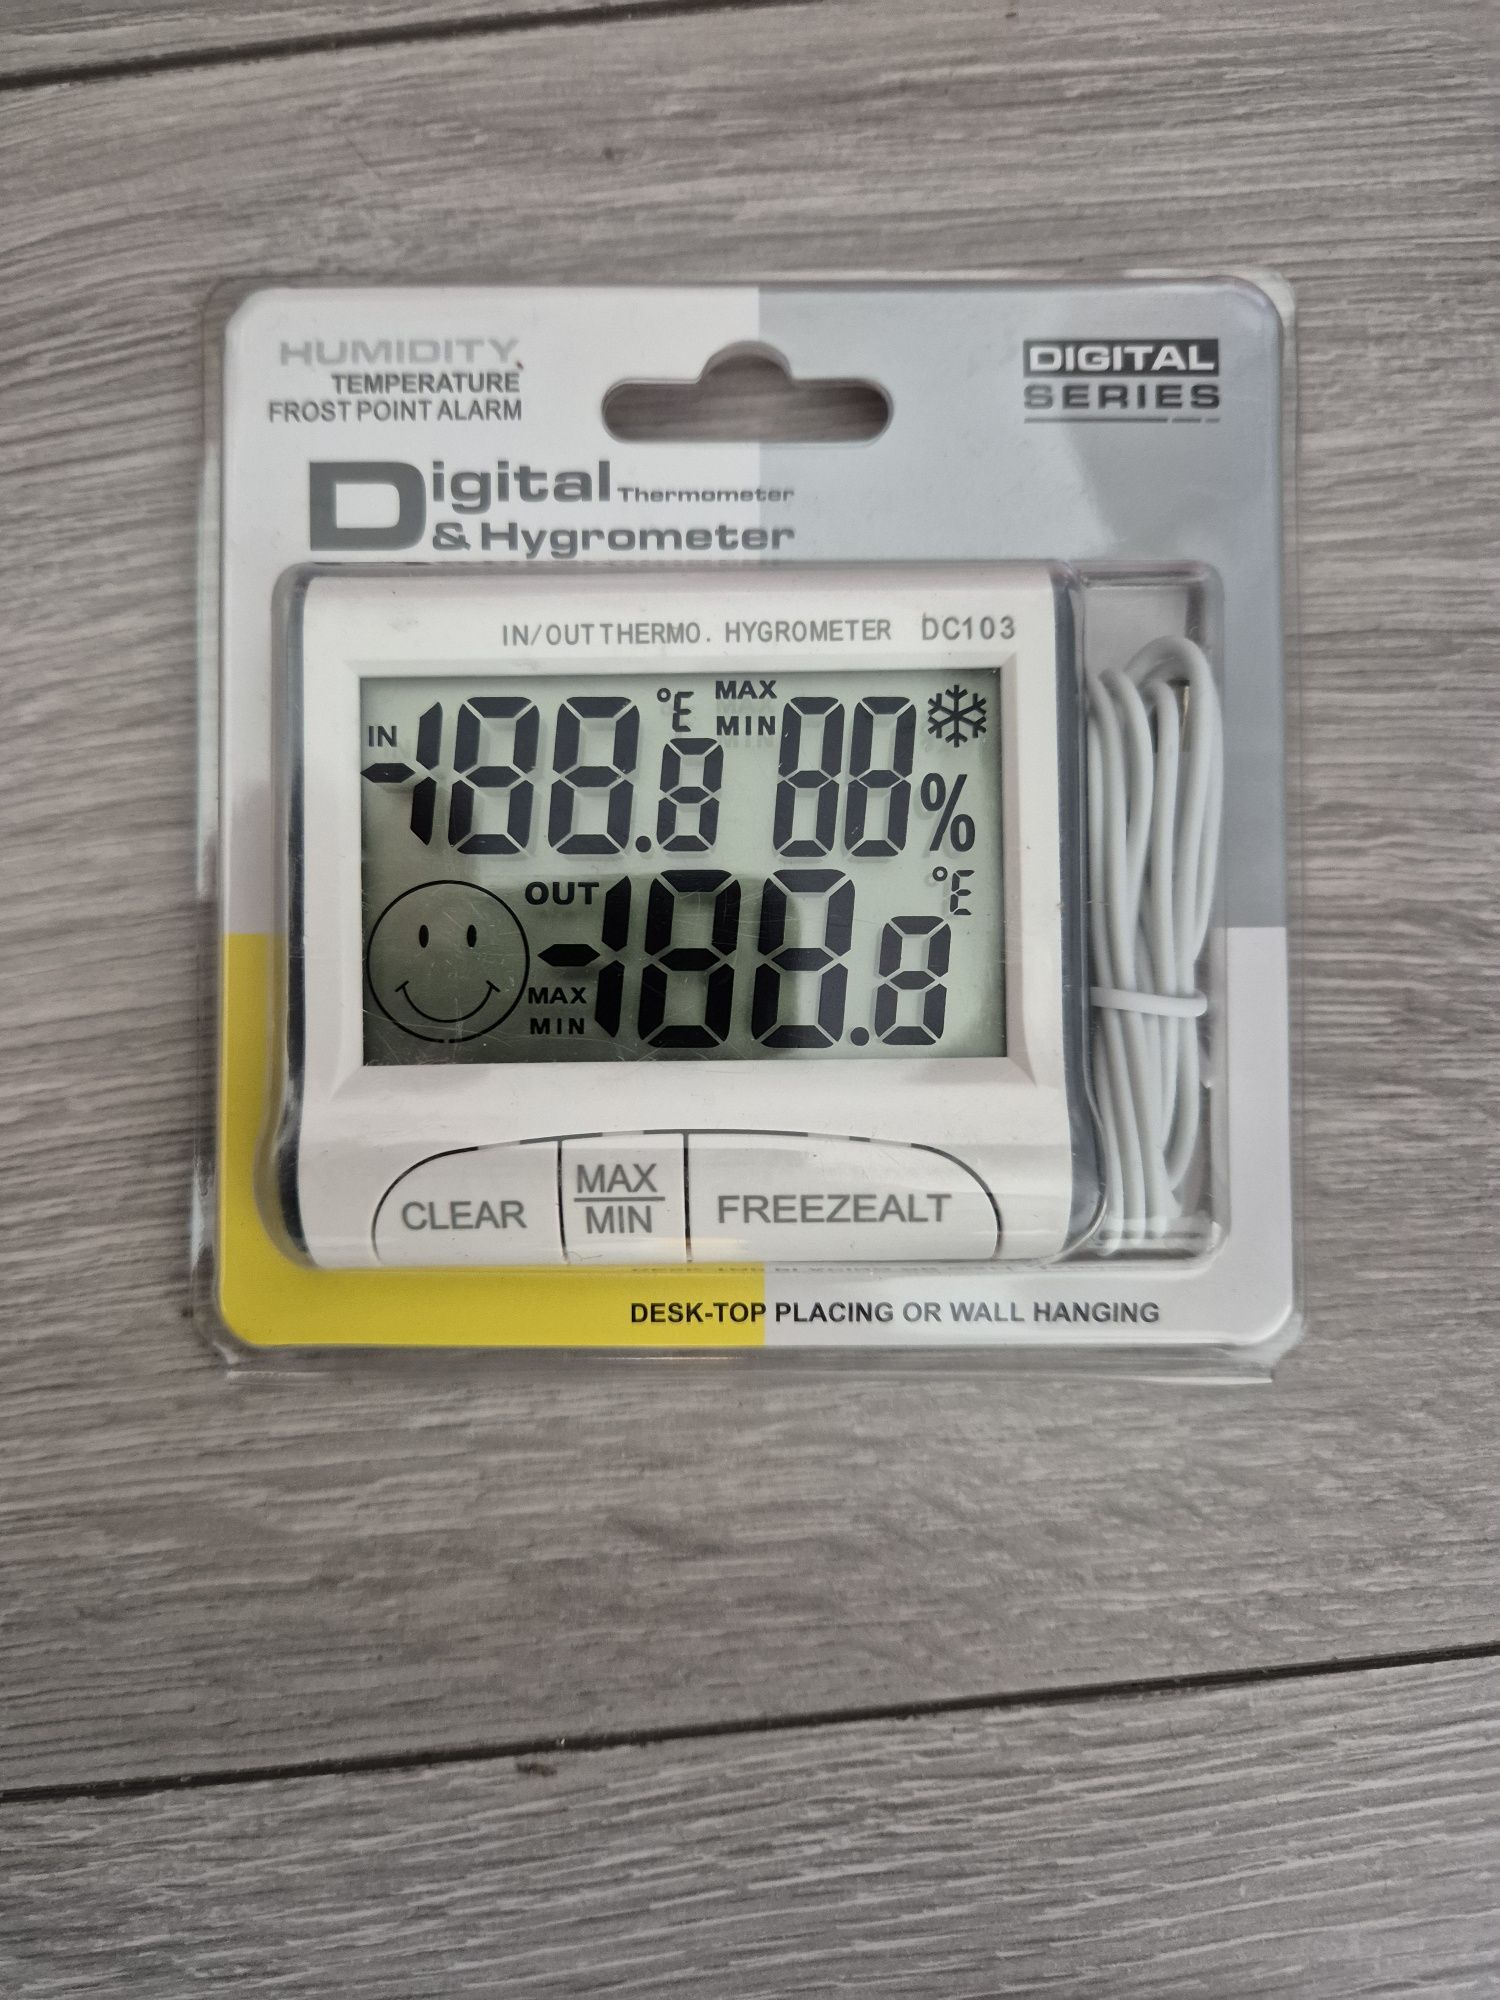 HUMIDITY
TEMPERATURE
FROST POINT ALARM
DIGITAL
SERIES
Digital Thermometer
& Hygrometer
IN/OUT THERMO. HYGROMETER DC103
IN -188.8 °E MAX MIN 88 %
OUT -188.8 °E
MAX
MIN
CLEAR
MAX
MIN
FREEZEALT
DESK-TOP PLACING OR WALL HANGING